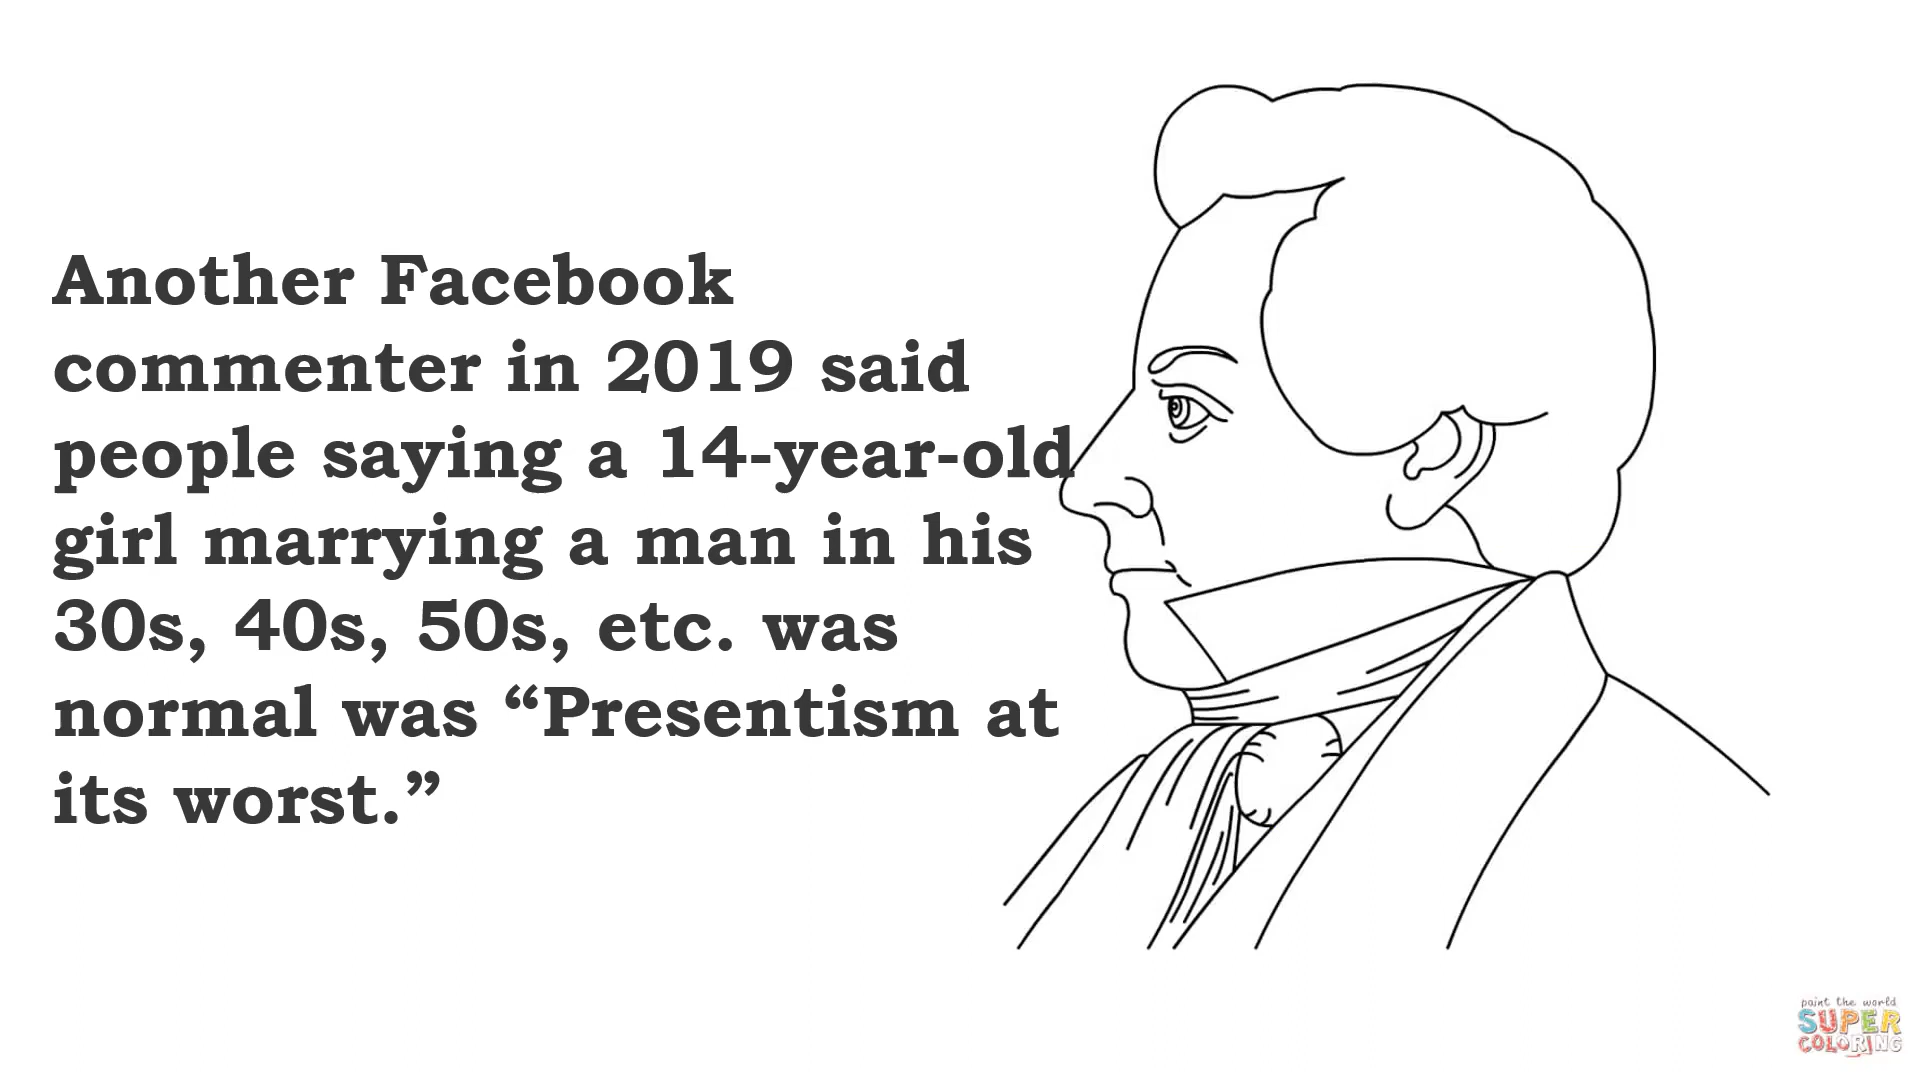 Another Facebook
commenter in 2019 said
people saying a 14-year-old
girl marrying a man in his
30s, 40s, 50s, etc. was
normal was “Presentism at
its worst.”
paint the world
SUPER
COLORING